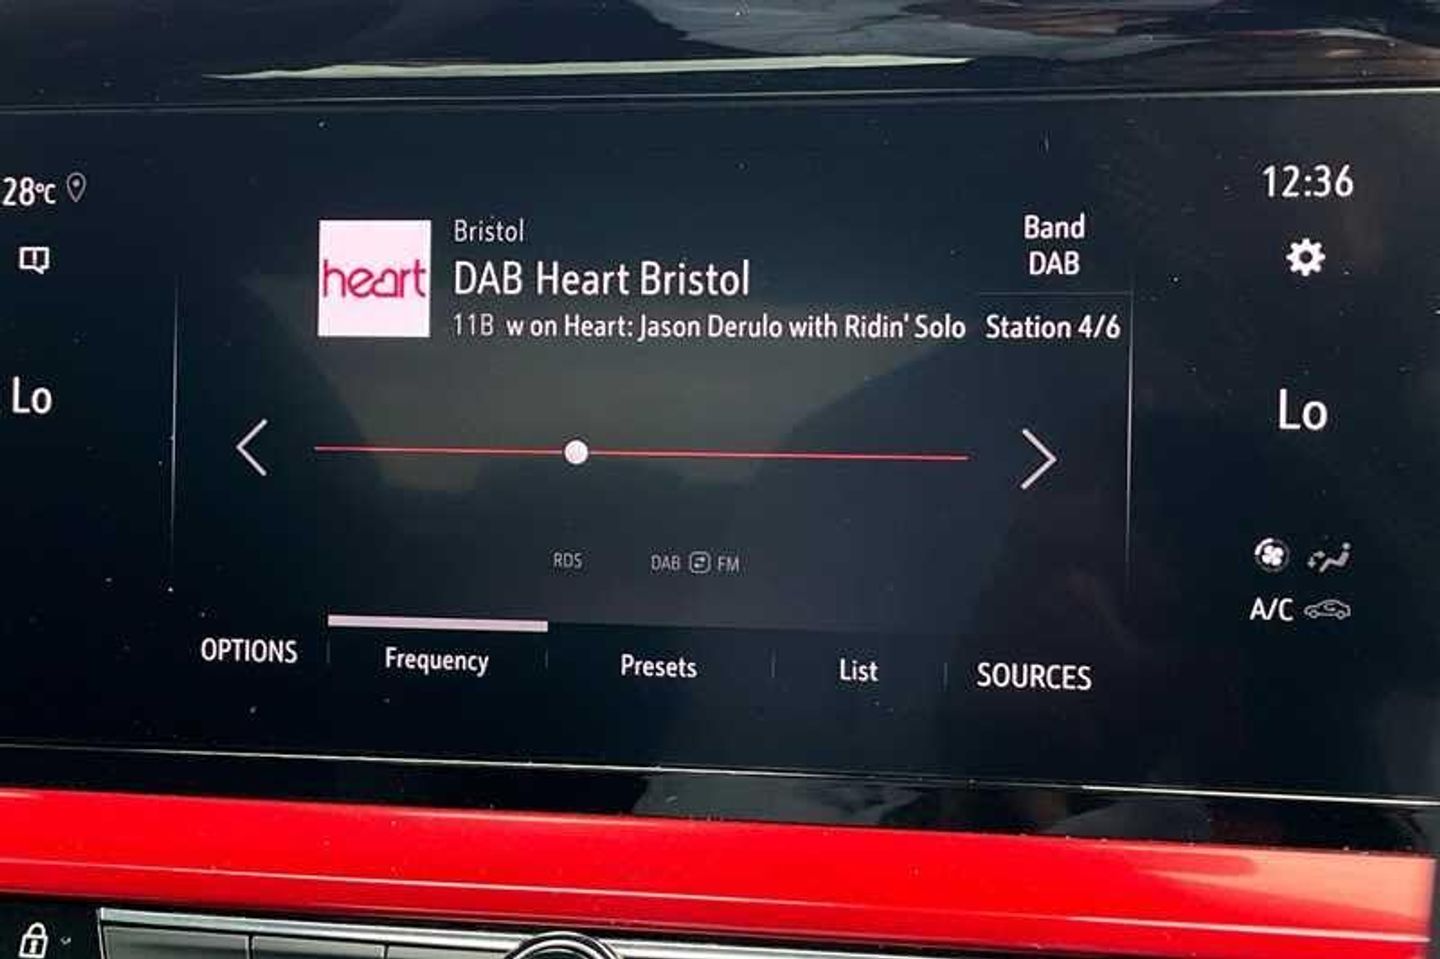 28°C
12:36
heart
Bristol
DAB Heart Bristol
11B w on Heart: Jason Derulo with Ridin' Solo
Band
DAB
Station 4/6
Lo
Lo
RDS
DAB FM
A/C
OPTIONS
Frequency
Presets
List
SOURCES